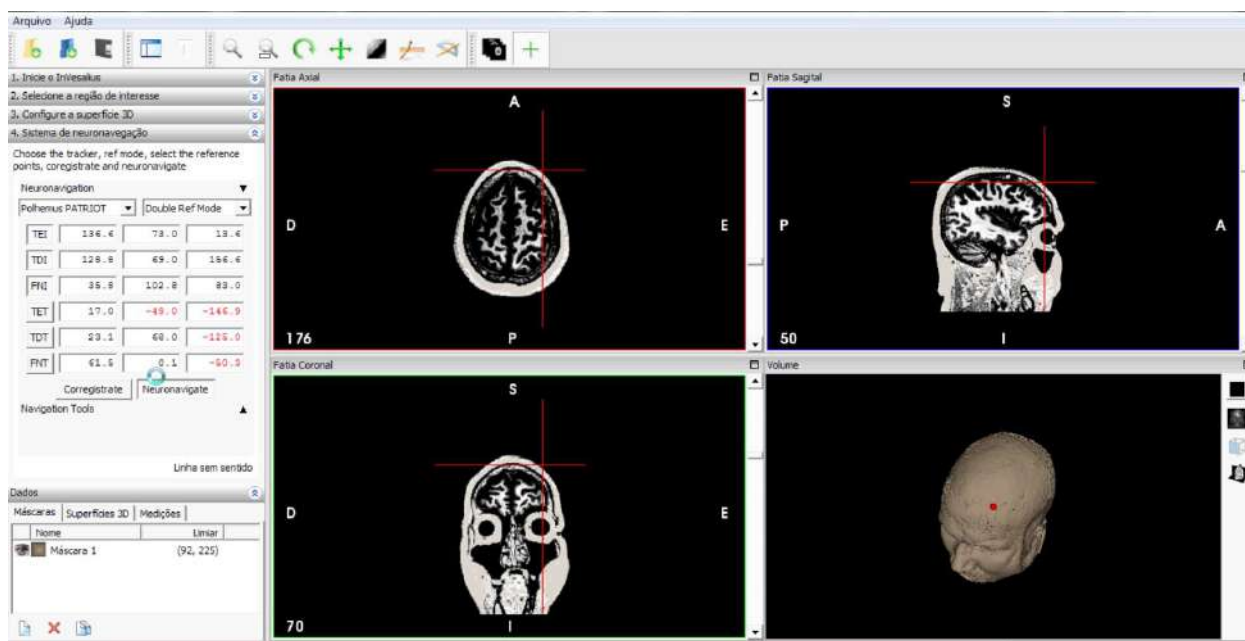 Arquivo Ajuda
1. Inicie o InVesalius
2. Selecione a região de interesse
3. Configure a superfície 3D
4. Sistema de neuronavegação
Choose the tracker, ref mode, select the reference
points, coregistrate and neuronavigate
Neuronavigation
Polhemus PATRIOT Double Ref Mode
TEI 136.6 73.0 13.6
TDI 128.8 69.0 156.6
FNI 35.8 102.8 83.0
TET 17.0 -49.0 -146.9
TDT 23.1 68.0 -125.0
FNT 61.5 0.1 -50.3
Corregistrate Neuronavigate
Navigation Tools
Linha sem sentido
Dados
Máscaras Superfícies 3D Medições
Nome Limiar
Máscara 1 (92, 225)
Fatia Axial
A
D E
176 P
Fatia Sagital
S
P A
50 I
Fatia Coronal
S
D E
70 I
Volume